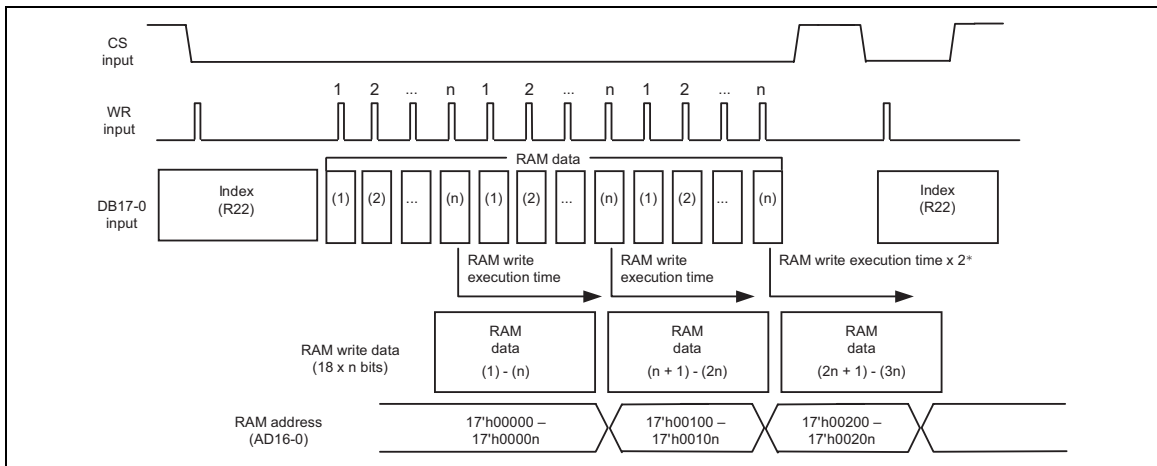 CS
input
1 2 ... n 1 2 ... n 1 2 ... n
WR
input
RAM data
DB17-0
input
Index
(R22)
(1) (2) ... (n) (1) (2) ... (n) (1) (2) ... (n)
Index
(R22)
RAM write
execution time
RAM write
execution time
RAM write execution time x 2*
RAM write data
(18 x n bits)
RAM
data
(1) - (n)
RAM
data
(n + 1) - (2n)
RAM
data
(2n + 1) - (3n)
RAM address
(AD16-0)
17'h00000 –
17'h0000n
17'h00100 –
17'h0010n
17'h00200 –
17'h0020n